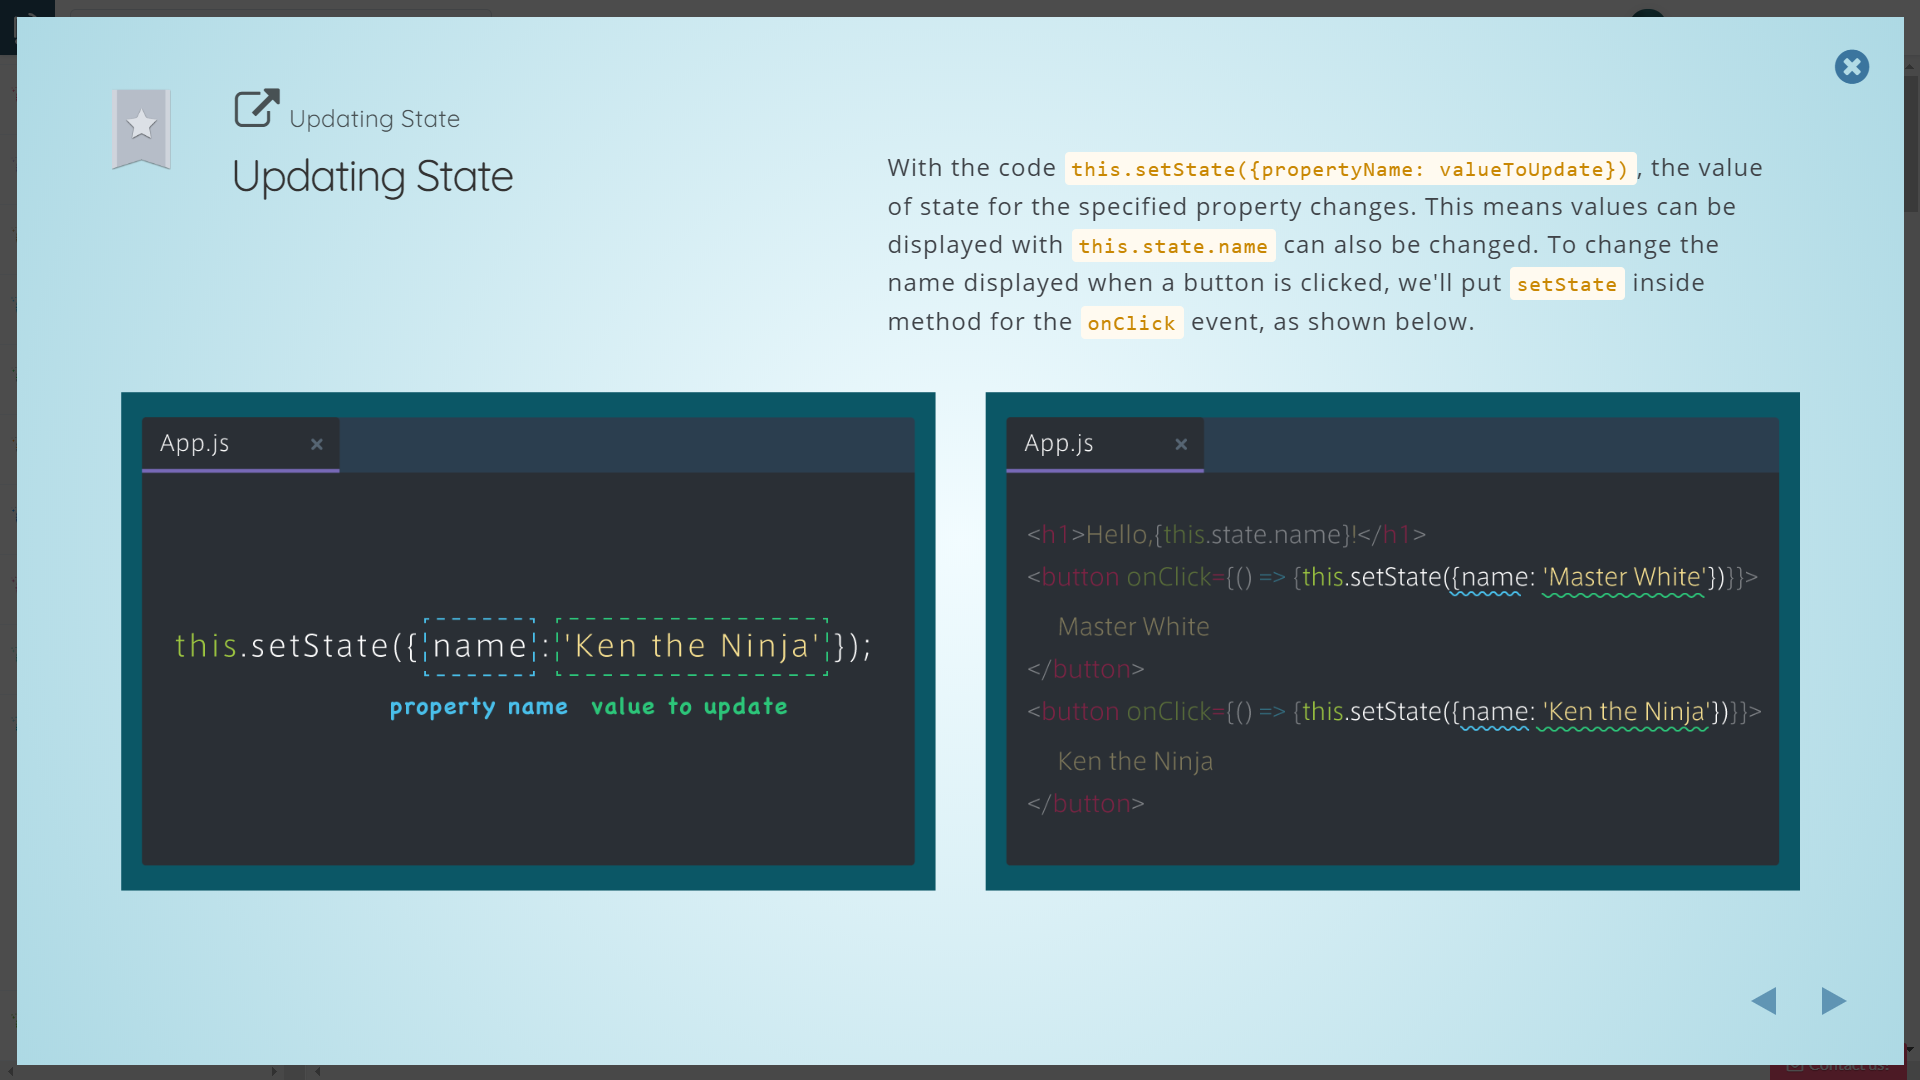 Updating State
Updating State
With the code this.setState({propertyName: valueToUpdate}), the value
of state for the specified property changes. This means values can be
displayed with this.state.name can also be changed. To change the
name displayed when a button is clicked, we'll put setState inside
method for the onClick event, as shown below.
App.js
this.setState({name:'Ken the Ninja'});
property name value to update
App.js
<h1>Hello,{this.state.name}!</h1>
<button onClick={() => {this.setState({name: 'Master White'})}}>
Master White
</button>
<button onClick={() => {this.setState({name: 'Ken the Ninja'})}}>
Ken the Ninja
</button>
Contact us!